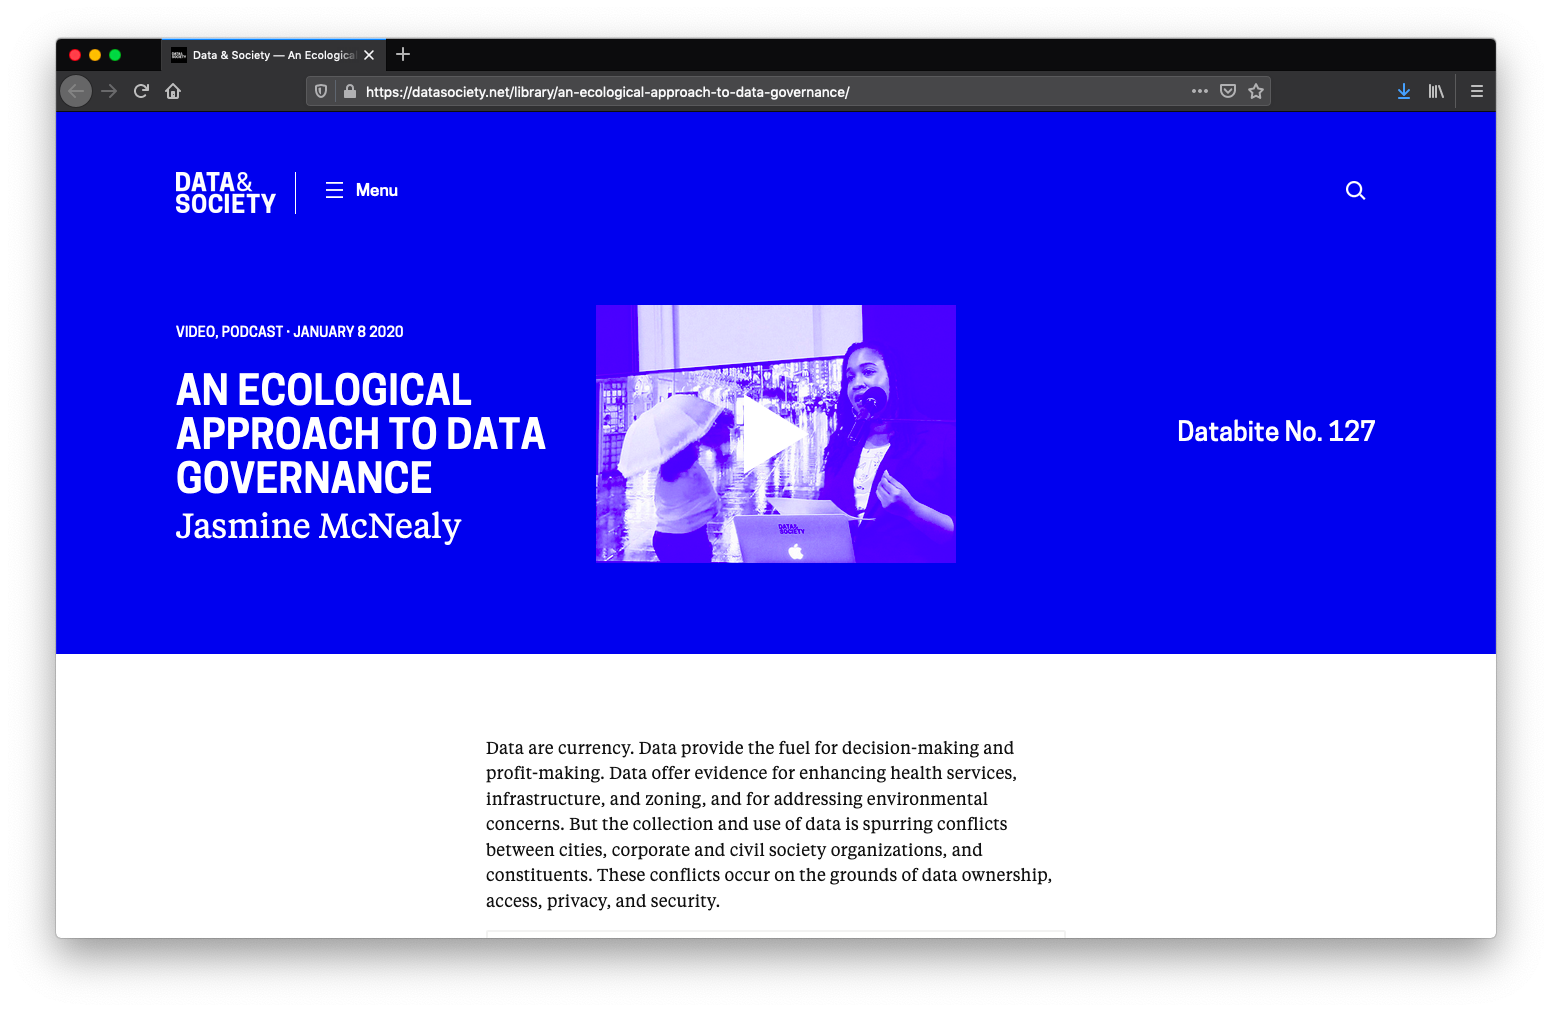 Data & Society — An Ecologica
https://datasociety.net/library/an-ecological-approach-to-data-governance/
DATA&
SOCIETY
Menu
VIDEO, PODCAST · JANUARY 8 2020
AN ECOLOGICAL
APPROACH TO DATA
GOVERNANCE
Jasmine McNealy
DATA&
SOCIETY
Databite No. 127
Data are currency. Data provide the fuel for decision-making and
profit-making. Data offer evidence for enhancing health services,
infrastructure, and zoning, and for addressing environmental
concerns. But the collection and use of data is spurring conflicts
between cities, corporate and civil society organizations, and
constituents. These conflicts occur on the grounds of data ownership,
access, privacy, and security.